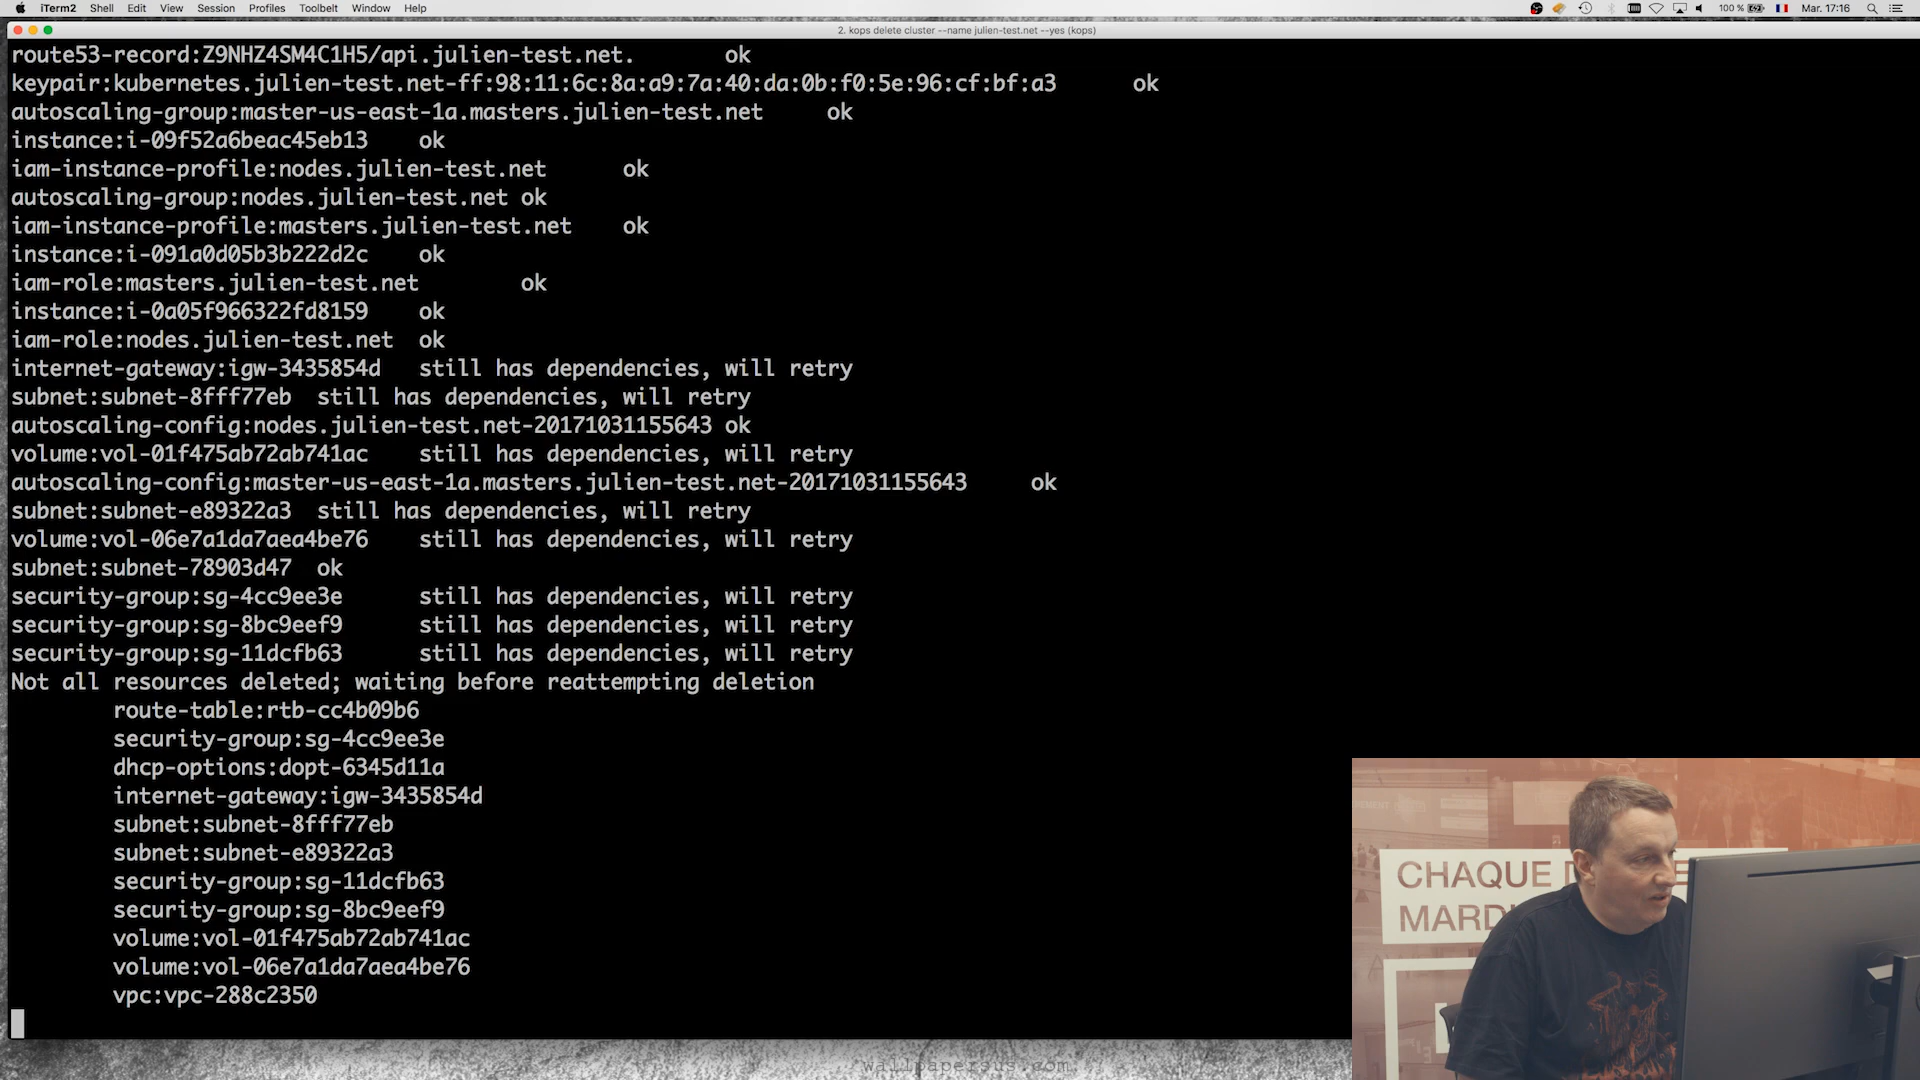 iTerm2 Shell Edit View Session Profiles Toolbelt Window Help 100 % Mar. 17:16
2. kops delete cluster --name julien-test.net --yes (kops)
route53-record:Z9NHZ4SM4C1H5/api.julien-test.net. ok
keypair:kubernetes.julien-test.net-ff:98:11:6c:8a:a9:7a:40:da:0b:f0:5e:96:cf:bf:a3 ok
autoscaling-group:master-us-east-1a.masters.julien-test.net ok
instance:i-09f52a6beac45eb13 ok
iam-instance-profile:nodes.julien-test.net ok
autoscaling-group:nodes.julien-test.net ok
iam-instance-profile:masters.julien-test.net ok
instance:i-091a0d05b3b222d2c ok
iam-role:masters.julien-test.net ok
instance:i-0a05f966322fd8159 ok
iam-role:nodes.julien-test.net ok
internet-gateway:igw-3435854d still has dependencies, will retry
subnet:subnet-8fff77eb still has dependencies, will retry
autoscaling-config:nodes.julien-test.net-20171031155643 ok
volume:vol-01f475ab72ab741ac still has dependencies, will retry
autoscaling-config:master-us-east-1a.masters.julien-test.net-20171031155643 ok
subnet:subnet-e89322a3 still has dependencies, will retry
volume:vol-06e7a1da7aea4be76 still has dependencies, will retry
subnet:subnet-78903d47 ok
security-group:sg-4cc9ee3e still has dependencies, will retry
security-group:sg-8bc9eef9 still has dependencies, will retry
security-group:sg-11dcfb63 still has dependencies, will retry
Not all resources deleted; waiting before reattempting deletion
route-table:rtb-cc4b09b6
security-group:sg-4cc9ee3e
dhcp-options:dopt-6345d11a
internet-gateway:igw-3435854d
subnet:subnet-8fff77eb
subnet:subnet-e89322a3
security-group:sg-11dcfb63
security-group:sg-8bc9eef9
volume:vol-01f475ab72ab741ac
volume:vol-06e7a1da7aea4be76
vpc:vpc-288c2350
CHAQUE
MARD
wallpapersus.com